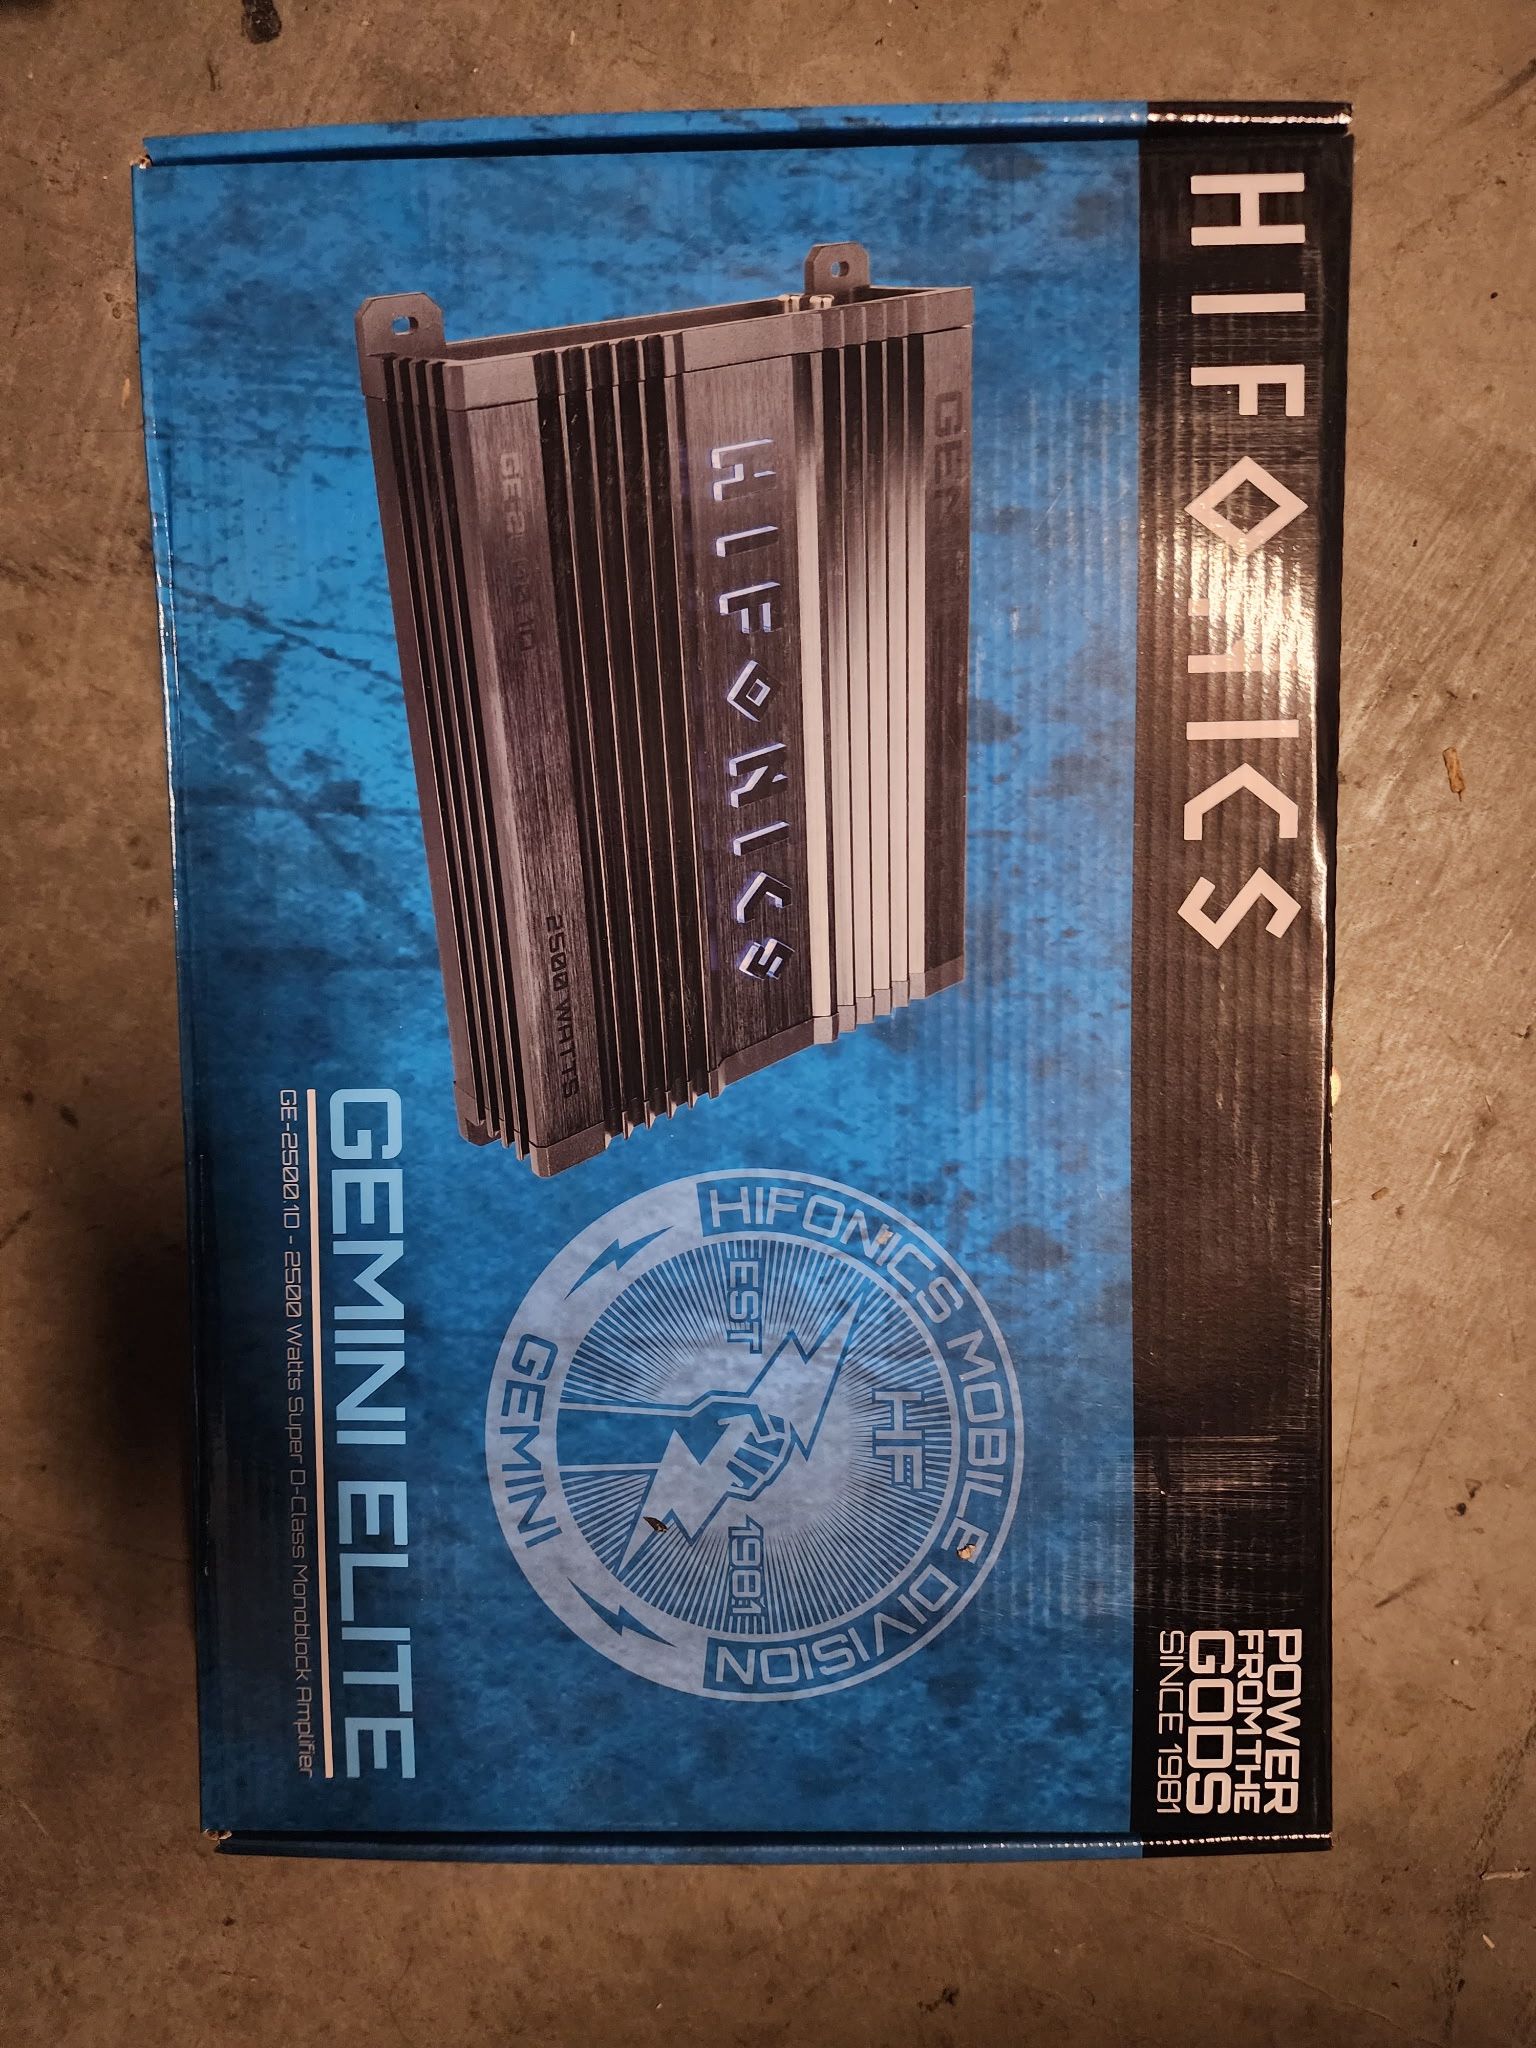 HIFONICS
POWER
FROM THE
GODS
SINCE 1981
GEMINI
HIFONICS
2500 WATTS
HIFONICS MOBILE DIVISION
HF
EST 1981
GEMINI
GEMINI ELITE
GE-2500.1D - 2500 Watts Super D-Class Monoblock Amplifier